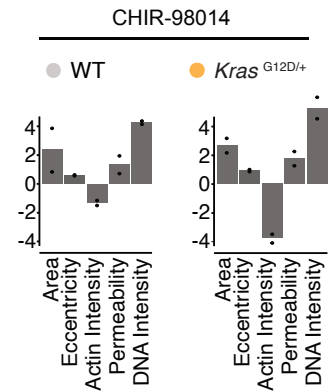 CHIR-98014
WT
Kras G12D/+
4
2
0
-2
-4
4
2
0
-2
-4
Area
Eccentricity
Actin Intensity
Permeability
DNA Intensity
Area
Eccentricity
Actin Intensity
Permeability
DNA Intensity